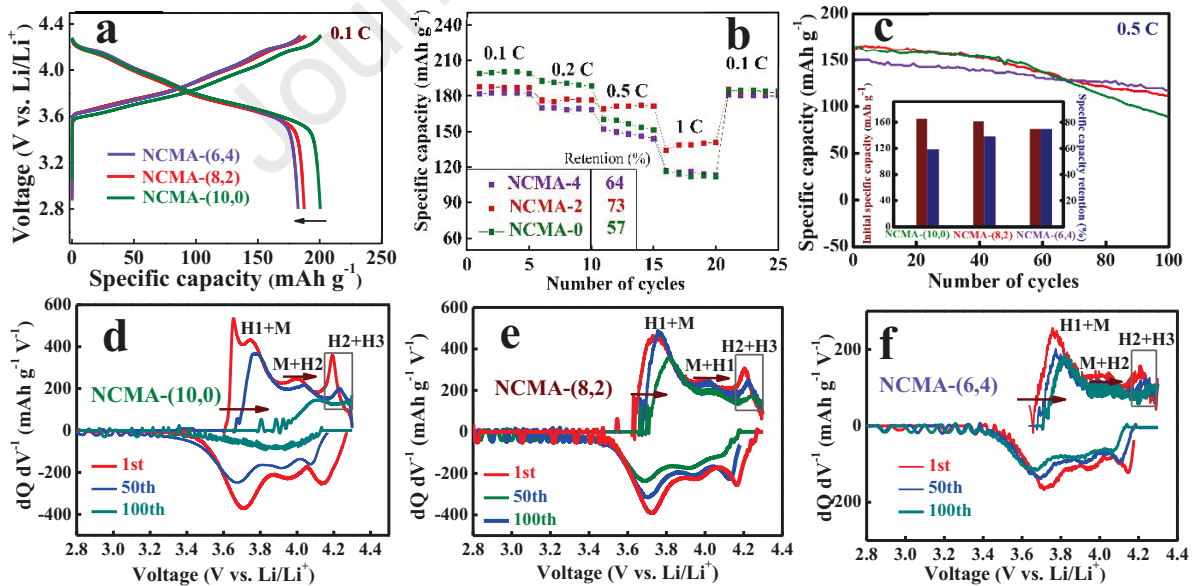 a
0.1 C
Voltage (V vs. Li/Li⁺)
4.2
3.6
3.0
2.4
NCMA-(6,4)
NCMA-(8,2)
NCMA-(10,0)
0 50 100 150 200 250
Specific capacity (mAh g⁻¹)
Jour
b
Specific capacity (mAh g⁻¹)
240
210
180
150
120
90
60
0.1 C
0.2 C
0.5 C
1 C
0.1 C
Retention (%)
NCMA-4 64
NCMA-2 73
NCMA-0 57
0 5 10 15 20 25
Number of cycles
c
0.5 C
Specific capacity (mAh g⁻¹)
200
150
100
50
0
-50
Initial specific capacity (mAh g⁻¹)
160
120
80
40
0
Specific capacity retention (%)
80
60
40
20
0
NCMA-(10,0) NCMA-(8,2) NCMA-(6,4)
0 20 40 60 80 100
Number of cycles
d
dQ dV⁻¹ (mAh g⁻¹ V⁻¹)
600
400
200
0
-200
-400
H1+M
M+H2
H2+H3
NCMA-(10,0)
1st
50th
100th
2.8 3.2 3.6 4.0 4.4
Voltage (V vs. Li/Li⁺)
e
dQ dV⁻¹ (mAh g⁻¹ V⁻¹)
600
400
200
0
-200
-400
H1+M
M+H1
H2+H3
NCMA-(8,2)
1st
50th
100th
2.8 3.0 3.2 3.4 3.6 3.8 4.0 4.2 4.4
Voltage (V vs. Li/Li⁺)
f
dQ dV⁻¹ (mAh g⁻¹ V⁻¹)
200
0
-200
H1+M
M+H2
H2+H3
NCMA-(6,4)
1st
50th
100th
2.8 3.0 3.2 3.4 3.6 3.8 4.0 4.2 4.4
Voltage (V vs. Li/Li⁺)